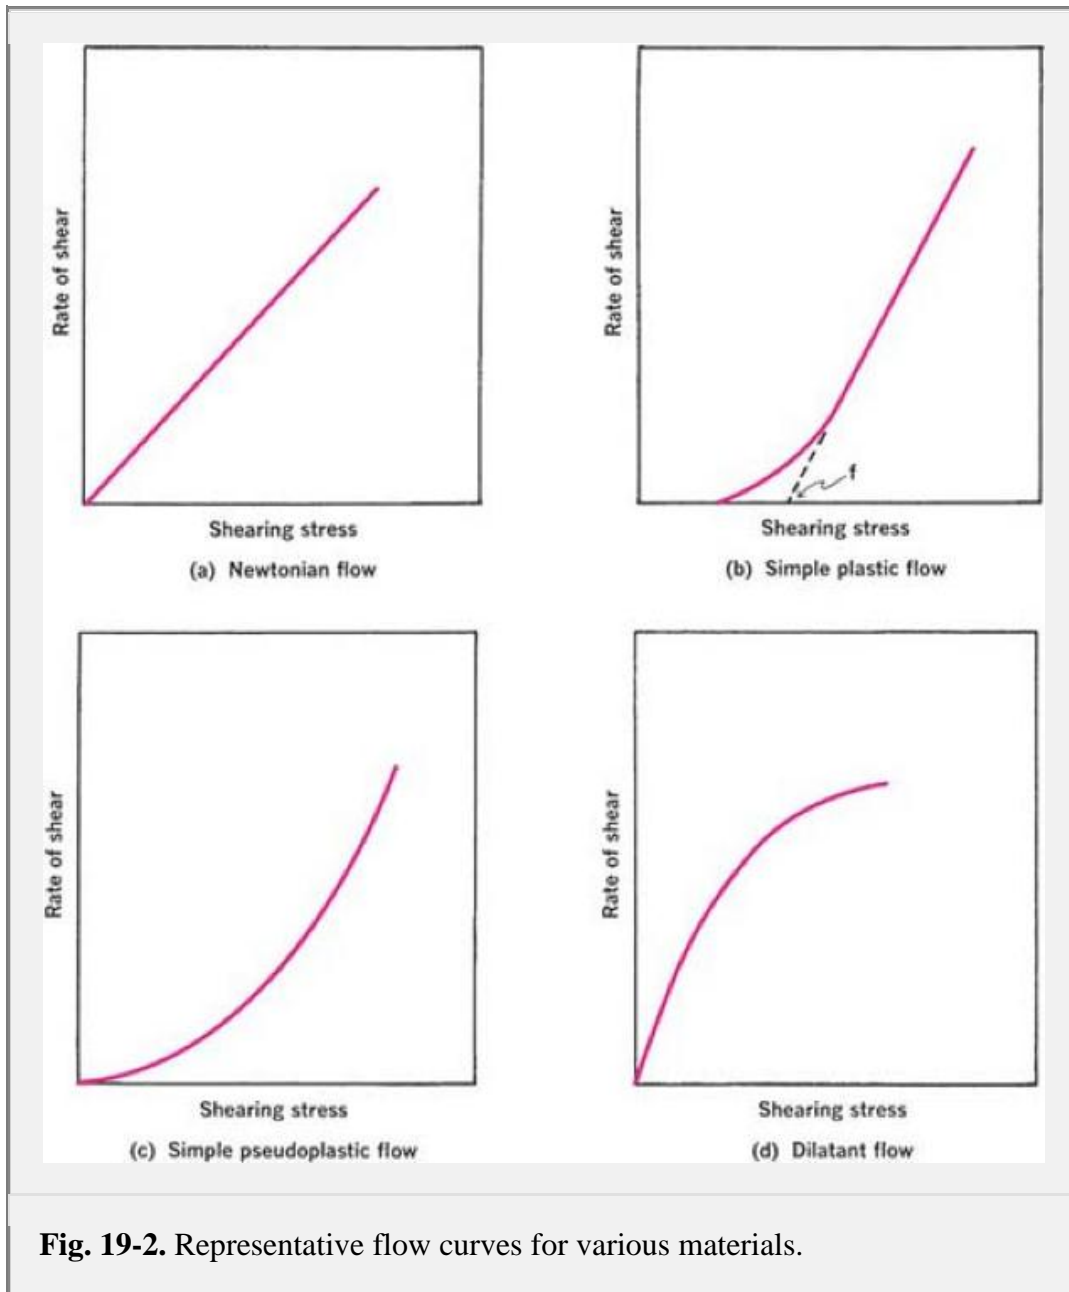 Rate of shear
Shearing stress
(a) Newtonian flow
Rate of shear
f
Shearing stress
(b) Simple plastic flow
Rate of shear
Shearing stress
(c) Simple pseudoplastic flow
Rate of shear
Shearing stress
(d) Dilatant flow
Fig. 19-2. Representative flow curves for various materials.